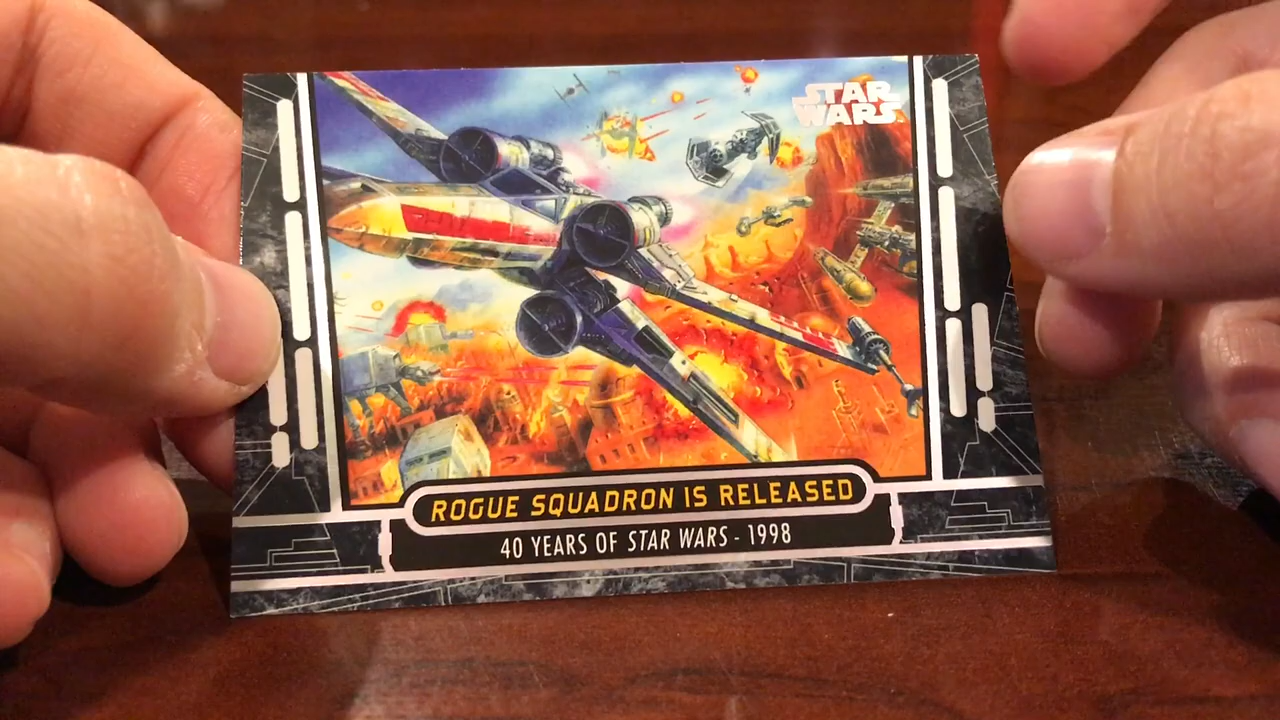 STAR
WARS
ROGUE SQUADRON IS RELEASED
40 YEARS OF STAR WARS - 1998